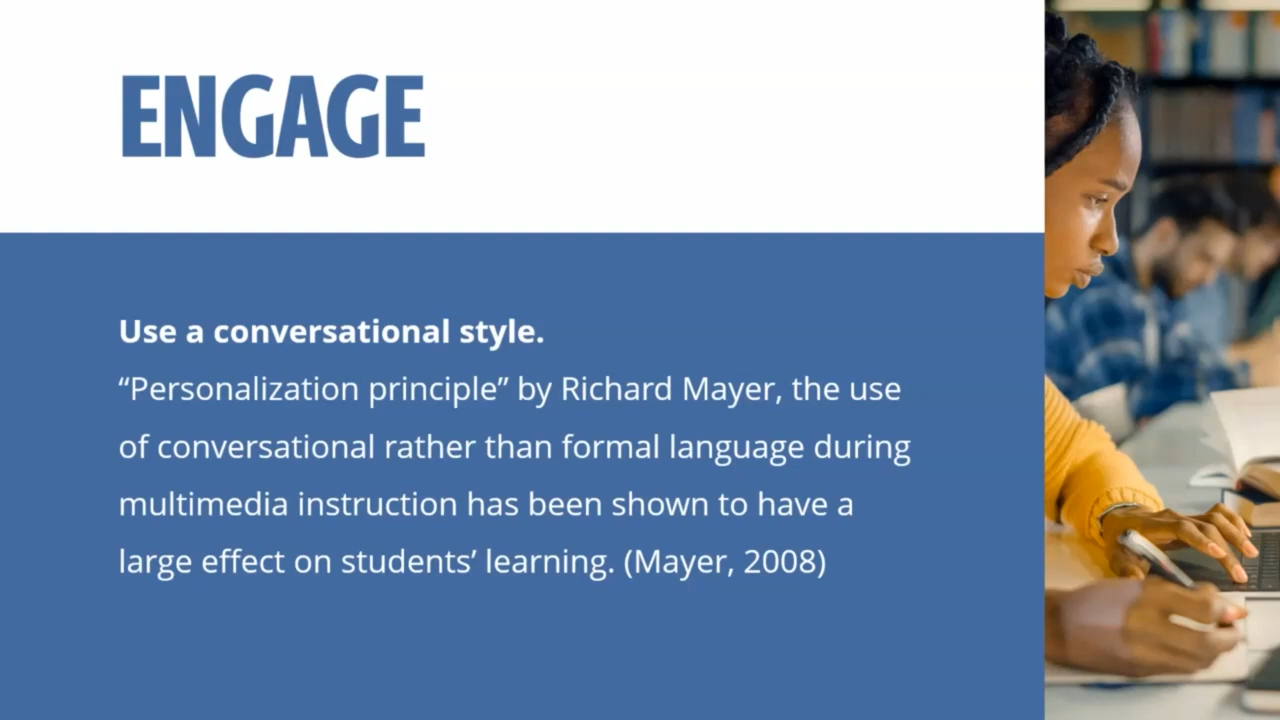 ENGAGE
Use a conversational style.
“Personalization principle” by Richard Mayer, the use
of conversational rather than formal language during
multimedia instruction has been shown to have a
large effect on students’ learning. (Mayer, 2008)